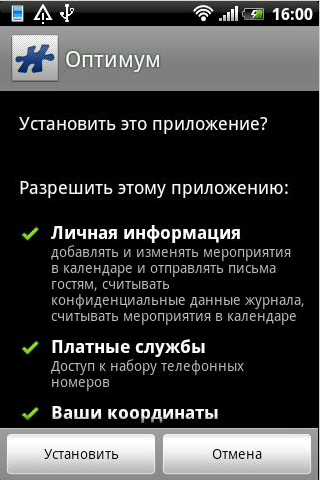 16:00
Оптимум
Установить это приложение?
Разрешить этому приложению:
Личная информация
добавлять и изменять мероприятия
в календаре и отправлять письма
гостям, считывать
конфиденциальные данные журнала,
считывать мероприятия в календаре
Платные службы
Доступ к набору телефонных
номеров
Ваши координаты
Установить
Отмена